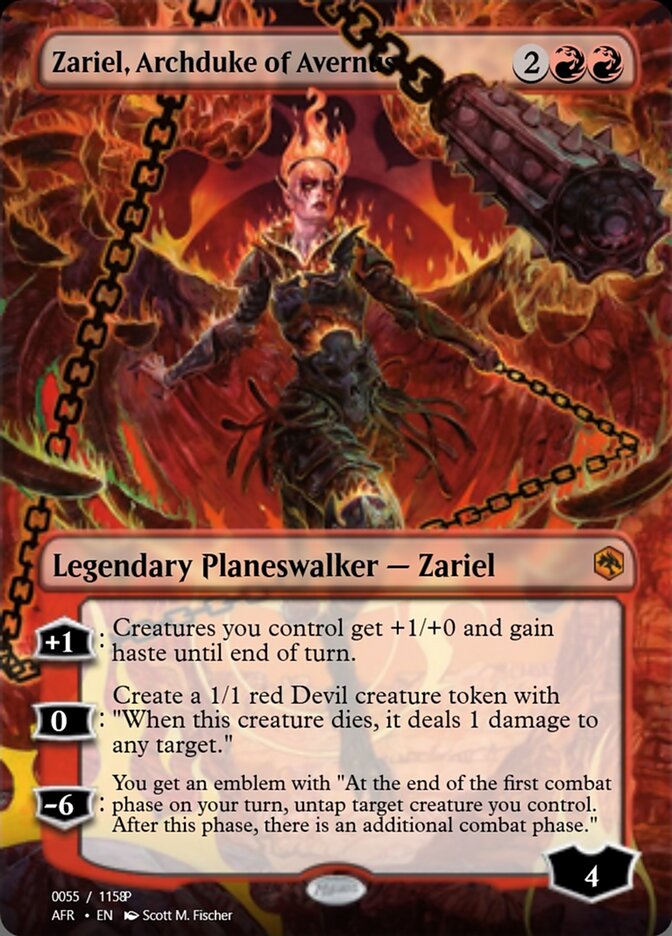 Zariel, Archduke of Avernus 2
Legendary Planeswalker — Zariel
+1: Creatures you control get +1/+0 and gain
haste until end of turn.
Create a 1/1 red Devil creature token with
0: "When this creature dies, it deals 1 damage to
any target."
You get an emblem with "At the end of the first combat
-6: phase on your turn, untap target creature you control.
After this phase, there is an additional combat phase."
4
0055 / 1158P
AFR • EN Scott M. Fischer